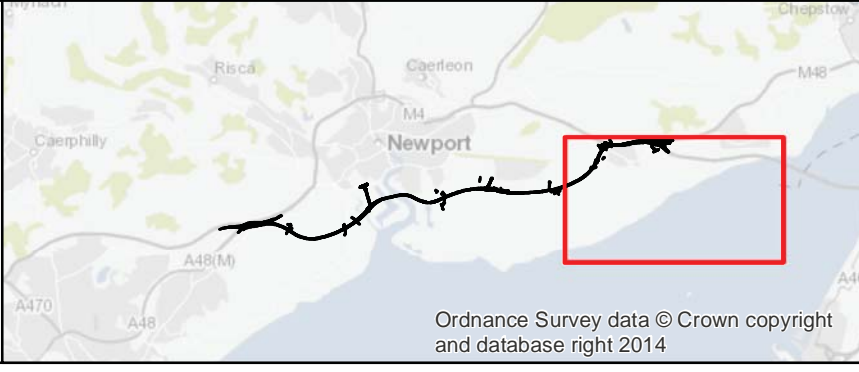 Chepstow
Risca
Caerleon
M48
M4
Caerphilly
Newport
A48(M)
A470
A48
Ordnance Survey data © Crown copyright
and database right 2014